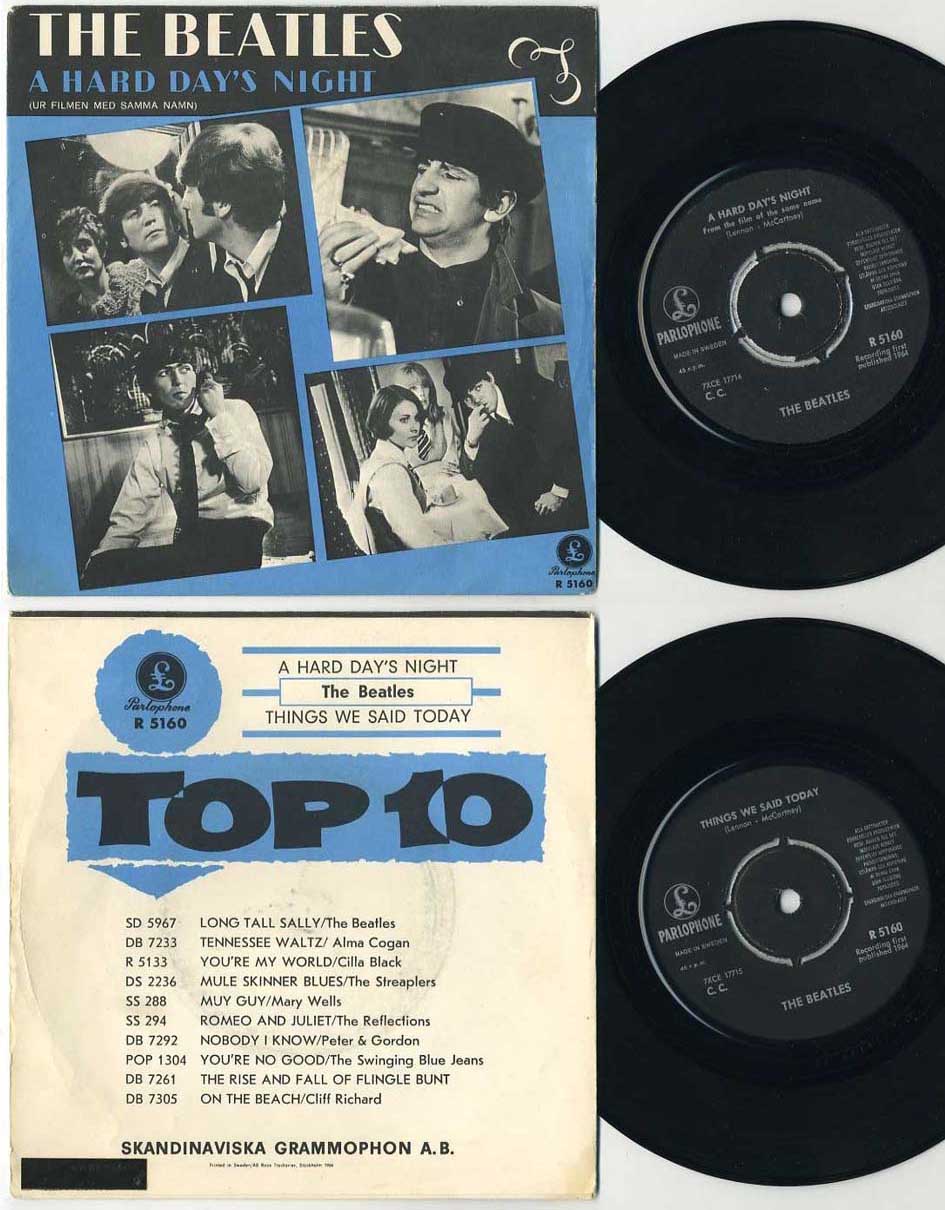 THE BEATLES
A HARD DAY'S NIGHT
(UR FILMEN MED SAMMA NAMN)
£
Parlophone
R 5160
A HARD DAY'S NIGHT
From the film of the same name
(Lennon - McCartney)
£
PARLOPHONE
MADE IN SWEDEN
45 r.p.m.
7XCE 17714
C. C.
R 5160
Recording first
published 1964
THE BEATLES
£
Parlophone
R 5160
A HARD DAY'S NIGHT
The Beatles
THINGS WE SAID TODAY
TOP 10
SD 5967 LONG TALL SALLY/The Beatles
DB 7233 TENNESSEE WALTZ/ Alma Cogan
R 5133 YOU'RE MY WORLD/Cilla Black
DS 2236 MULE SKINNER BLUES/The Streaplers
SS 288 MUY GUY/Mary Wells
SS 294 ROMEO AND JULIET/The Reflections
DB 7292 NOBODY I KNOW/Peter & Gordon
POP 1304 YOU'RE NO GOOD/The Swinging Blue Jeans
DB 7261 THE RISE AND FALL OF FLINGLE BUNT
DB 7305 ON THE BEACH/Cliff Richard
SKANDINAVISKA GRAMMOPHON A.B.
THINGS WE SAID TODAY
(Lennon - McCartney)
£
PARLOPHONE
MADE IN SWEDEN
45 r.p.m.
7XCE 17715
C. C.
R 5160
Recording first
published 1964
THE BEATLES